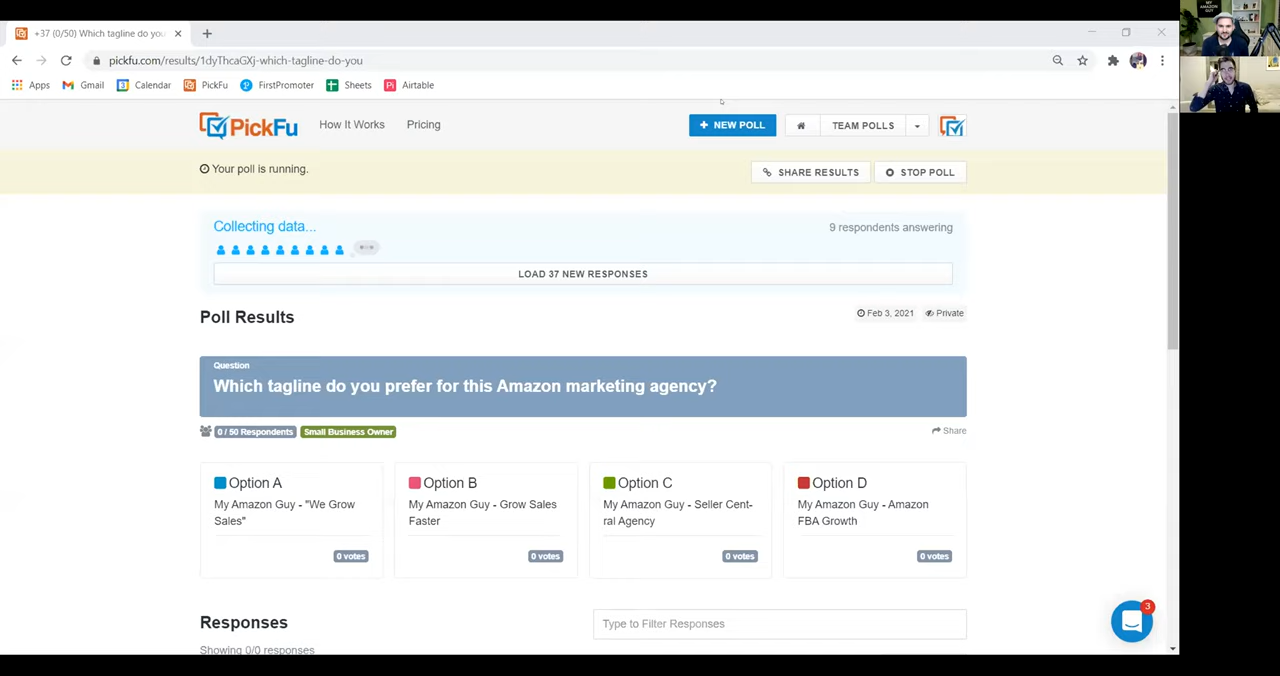 +37 (0/50) Which tagline do you
pickfu.com/results/1dyThcaGXj-which-tagline-do-you
Apps Gmail Calendar PickFu FirstPromoter Sheets Airtable
PickFu How It Works Pricing + NEW POLL TEAM POLLS
Your poll is running. SHARE RESULTS STOP POLL
Collecting data... 9 respondents answering
LOAD 37 NEW RESPONSES
Poll Results Feb 3, 2021 Private
Question
Which tagline do you prefer for this Amazon marketing agency?
0 / 50 Respondents Small Business Owner Share
Option A
My Amazon Guy - "We Grow
Sales"
0 votes
Option B
My Amazon Guy - Grow Sales
Faster
0 votes
Option C
My Amazon Guy - Seller Cent-
ral Agency
0 votes
Option D
My Amazon Guy - Amazon
FBA Growth
0 votes
Responses Type to Filter Responses
Showing 0/0 responses
3
MY
AMAZON
GUY